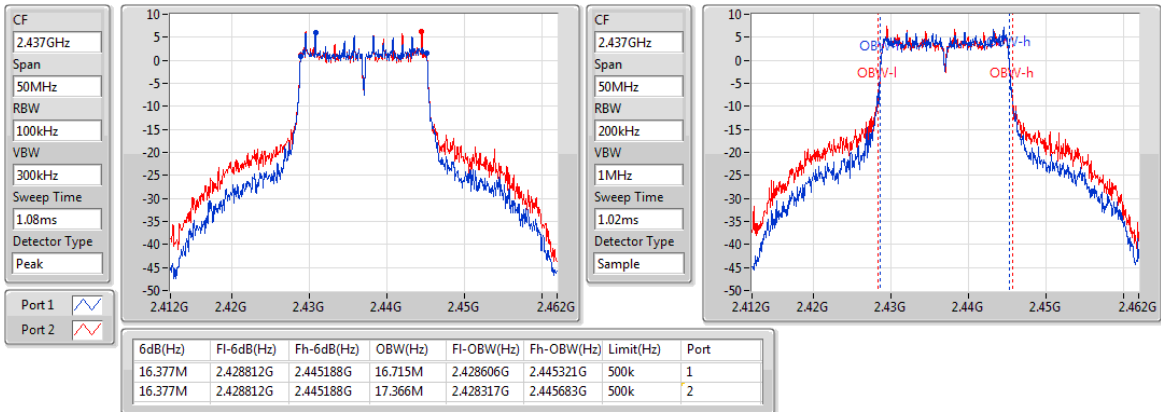 CF
2.437GHz
Span
50MHz
RBW
100kHz
VBW
300kHz
Sweep Time
1.08ms
Detector Type
Peak
Port 1
Port 2
10
5
0
-5
-10
-15
-20
-25
-30
-35
-40
-45
-50
2.412G 2.42G 2.43G 2.44G 2.45G 2.462G
CF
2.437GHz
Span
50MHz
RBW
200kHz
VBW
1MHz
Sweep Time
1.02ms
Detector Type
Sample
10
5
0
-5
-10
-15
-20
-25
-30
-35
-40
-45
-50
OBW-l OBW-h
2.412G 2.42G 2.43G 2.44G 2.45G 2.462G
6dB(Hz) Fl-6dB(Hz) Fh-6dB(Hz) OBW(Hz) Fl-OBW(Hz) Fh-OBW(Hz) Limit(Hz) Port
16.377M 2.428812G 2.445188G 16.715M 2.428606G 2.445321G 500k 1
16.377M 2.428812G 2.445188G 17.366M 2.428317G 2.445683G 500k 2